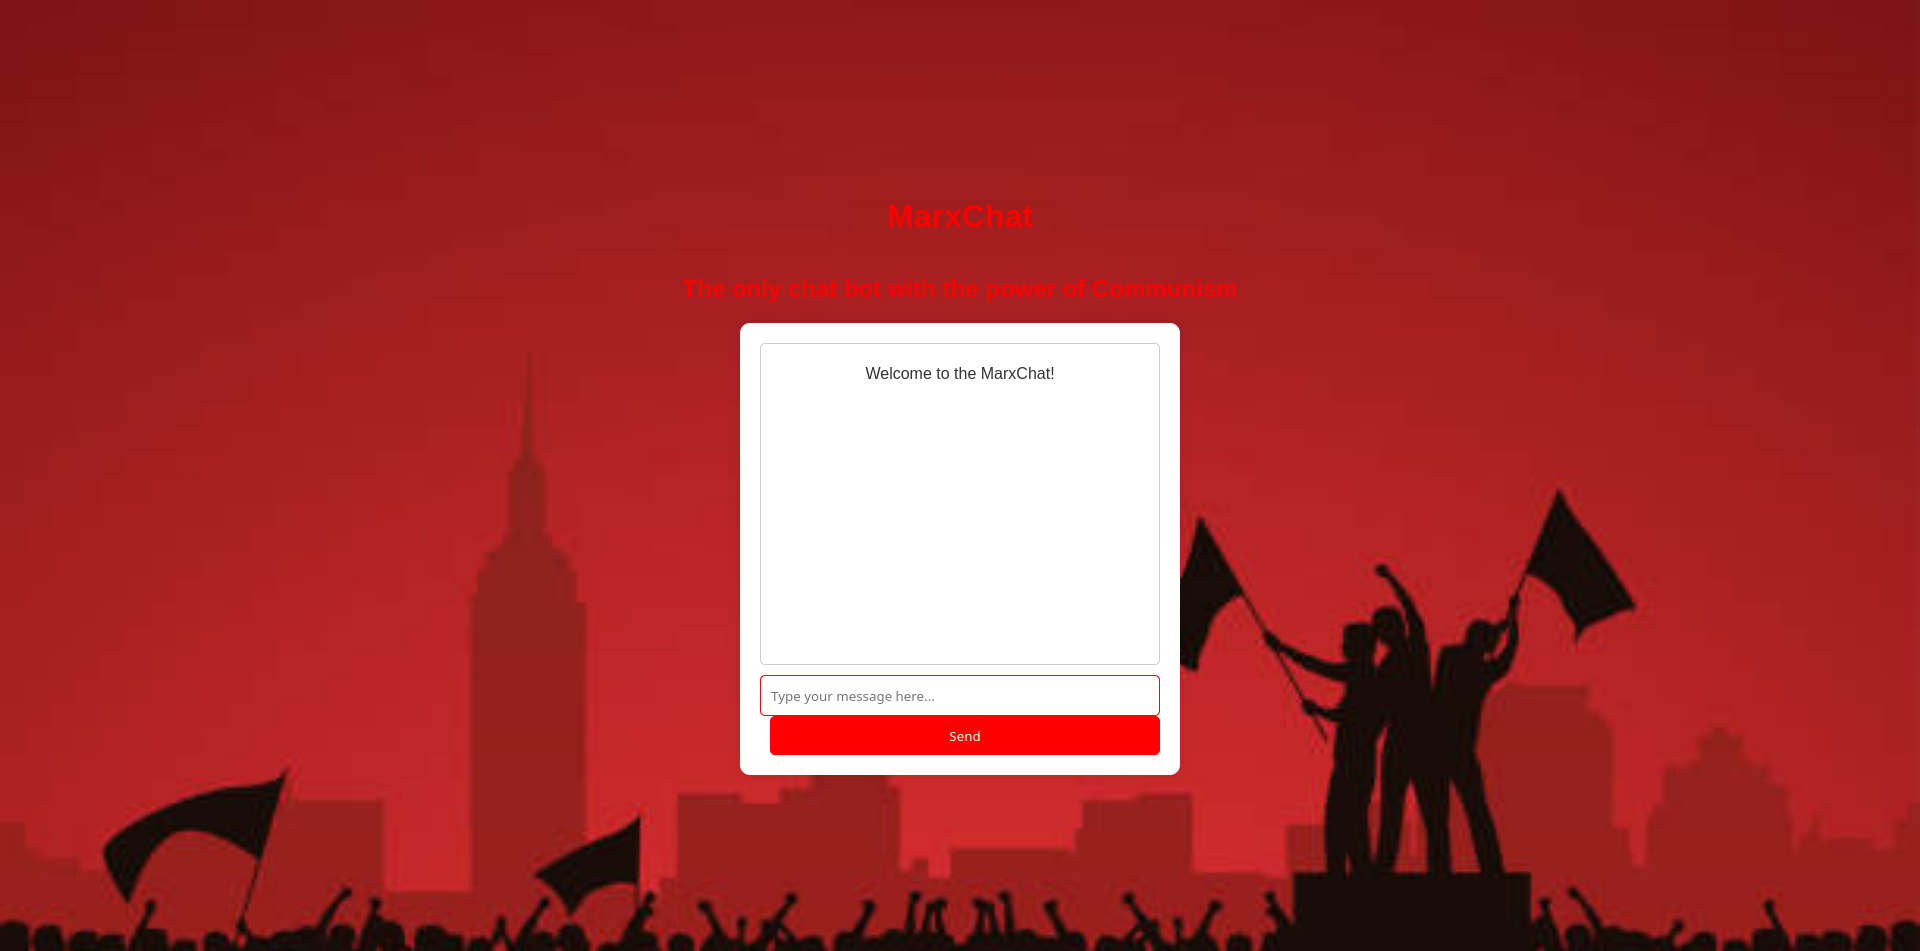 MarxChat
The only chat bot with the power of Communism
Welcome to the MarxChat!
Type your message here...
Send